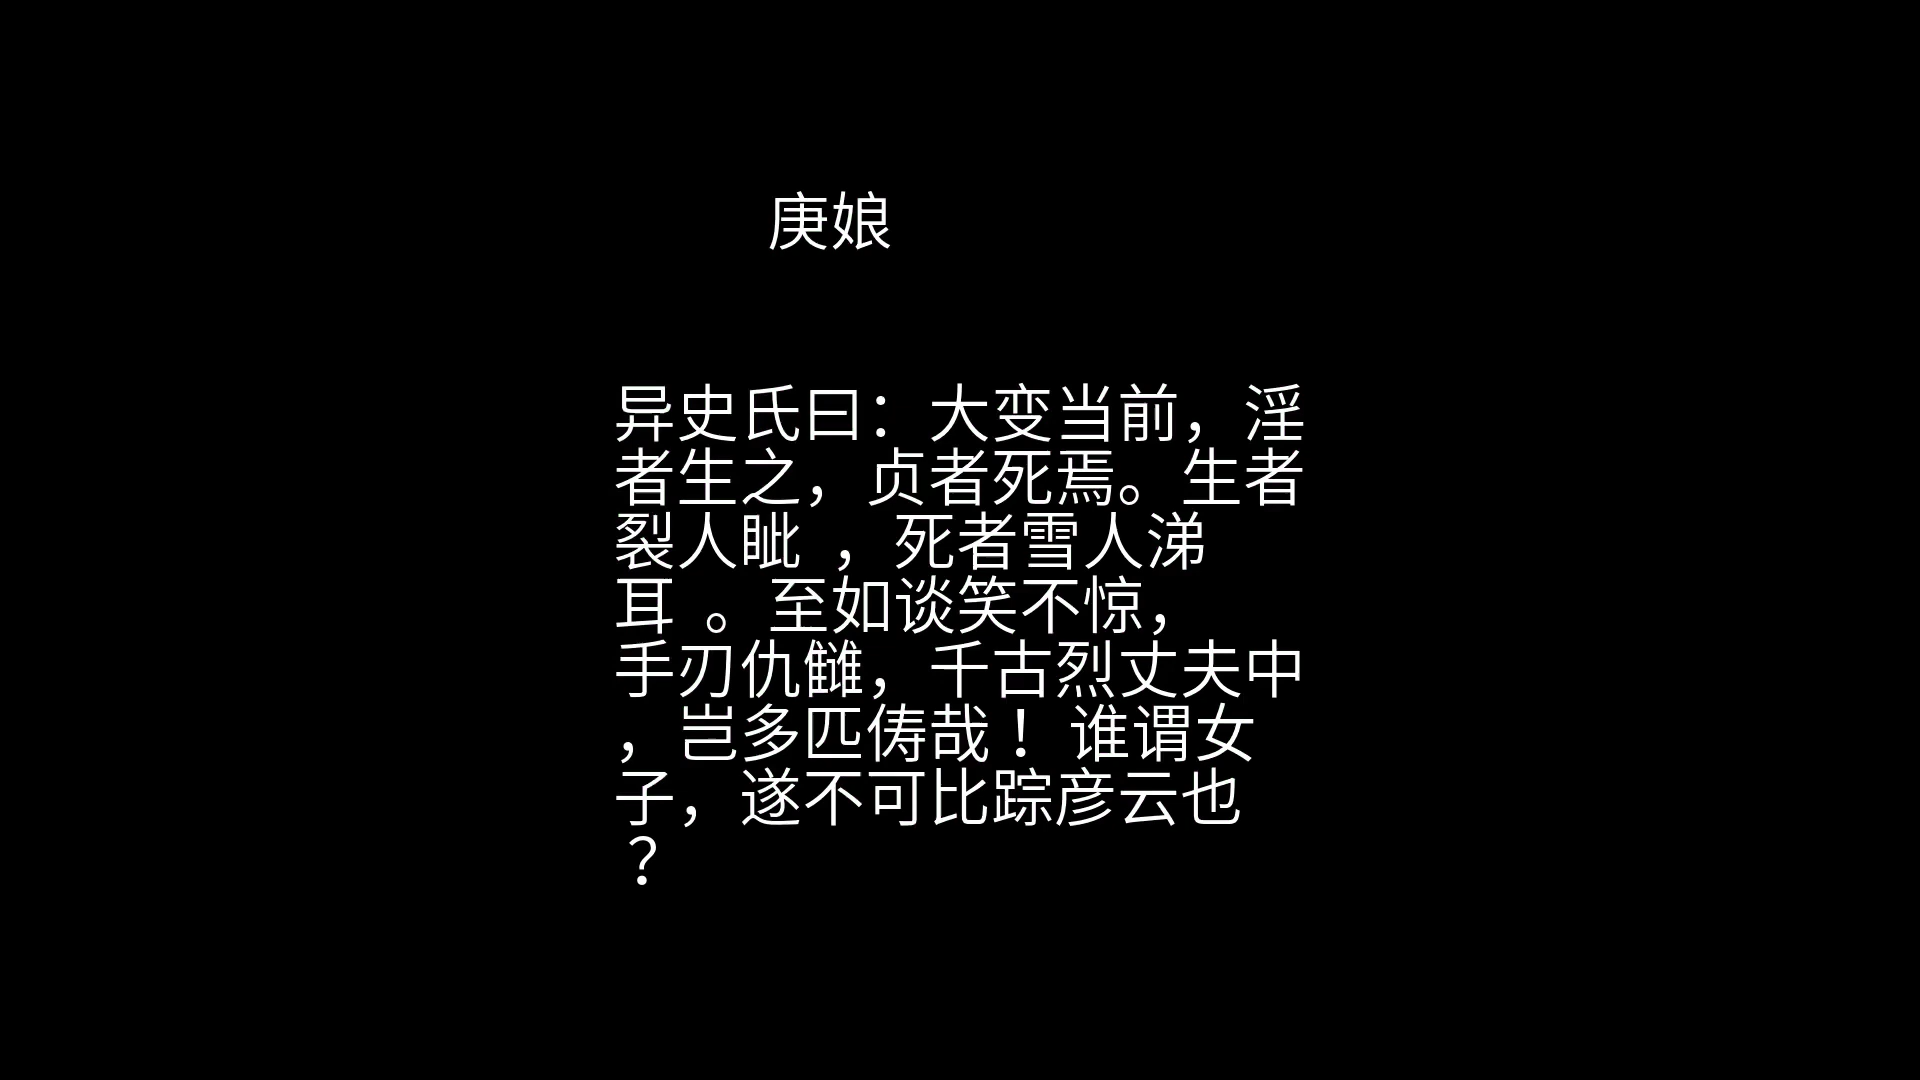 庚娘
异史氏曰：大变当前，淫
者生之，贞者死焉。生者
裂人眦 ，死者雪人涕
耳 。至如谈笑不惊，
手刃仇雠，千古烈丈夫中
，岂多匹俦哉！谁谓女
子，遂不可比踪彦云也
？